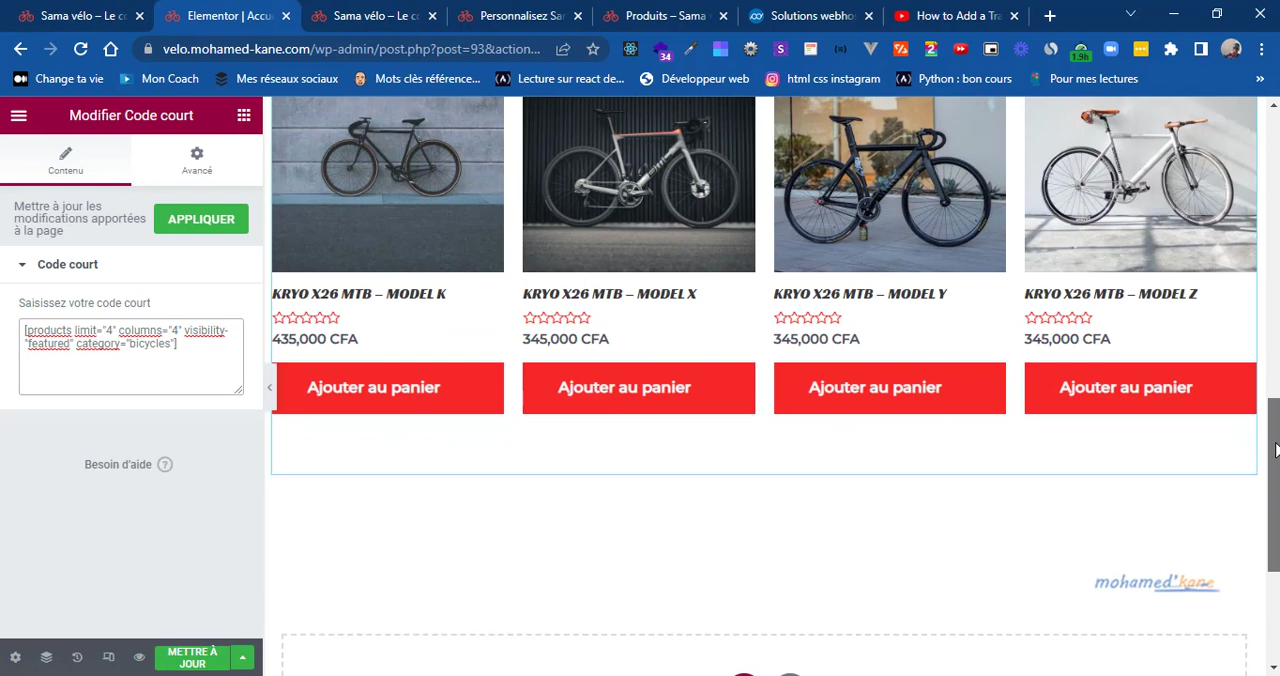 Sama vélo – Le c
Elementor | Accu
Sama vélo – Le c
Personnalisez Sa
Produits – Sama
Solutions webhos
How to Add a Tra
velo.mohamed-kane.com/wp-admin/post.php?post=93&action...
34
1.9h
Change ta vie
Mon Coach
Mes réseaux sociaux
Mots clés référence...
Lecture sur react de...
Développeur web
html css instagram
Python : bon cours
Pour mes lectures
»
Modifier Code court
Contenu
Avancé
Mettre à jour les
modifications apportées
à la page
APPLIQUER
Code court
Saisissez votre code court
[products limit="4" columns="4" visibility-
"featured" category="bicycles"]
Besoin d'aide ?
METTRE À
JOUR
KRYO X26 MTB – MODEL K
KRYO X26 MTB – MODEL X
KRYO X26 MTB – MODEL Y
KRYO X26 MTB – MODEL Z
435,000 CFA
345,000 CFA
345,000 CFA
345,000 CFA
Ajouter au panier
Ajouter au panier
Ajouter au panier
Ajouter au panier
mohamed'kane